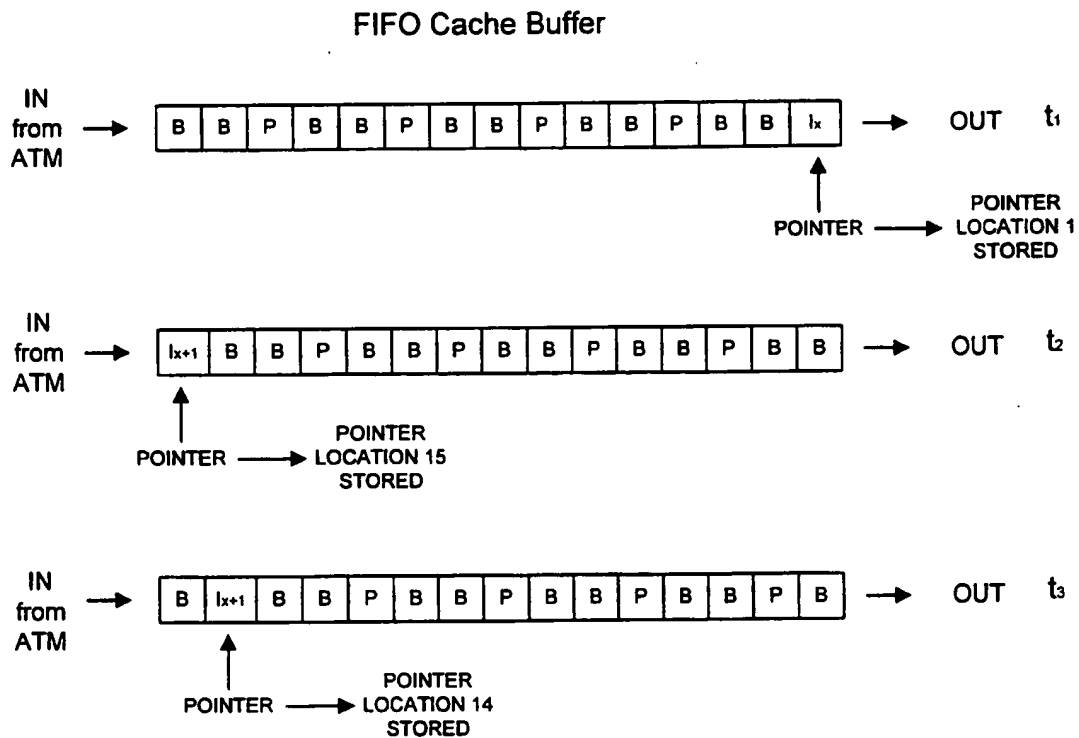 FIFO Cache Buffer
IN
from
ATM
B B P B B P B B P B B P B B Ix
OUT t1
POINTER
POINTER
LOCATION 1
STORED
IN
from
ATM
Ix+1 B B P B B P B B P B B P B B
OUT t2
POINTER
POINTER
LOCATION 15
STORED
IN
from
ATM
B Ix+1 B B P B B P B B P B B P B
OUT t3
POINTER
POINTER
LOCATION 14
STORED